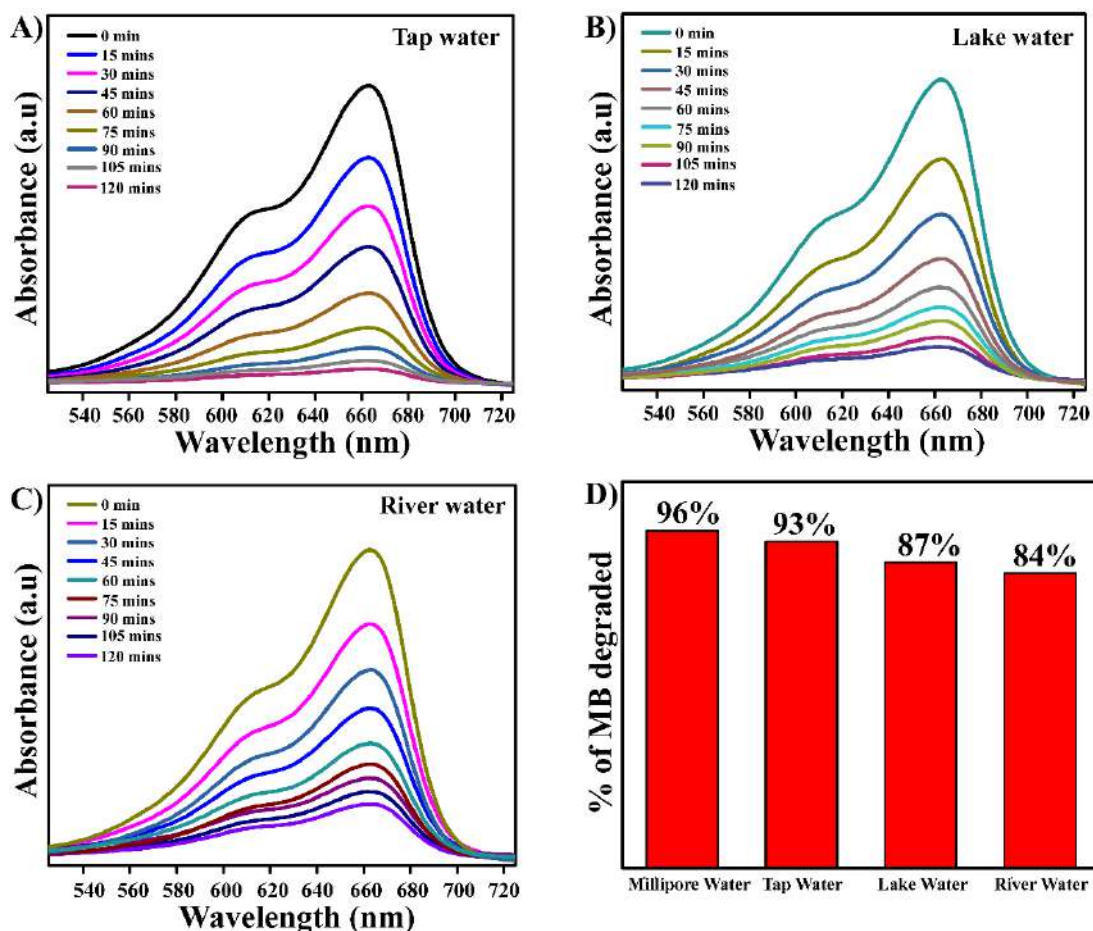 A)
Tap water
0 min
15 mins
30 mins
45 mins
60 mins
75 mins
90 mins
105 mins
120 mins
Absorbance (a.u)
540 560 580 600 620 640 660 680 700 720
Wavelength (nm)
B)
Lake water
0 min
15 mins
30 mins
45 mins
60 mins
75 mins
90 mins
105 mins
120 mins
Absorbance (a.u)
540 560 580 600 620 640 660 680 700 720
Wavelength (nm)
C)
River water
0 min
15 mins
30 mins
45 mins
60 mins
75 mins
90 mins
105 mins
120 mins
Absorbance (a.u)
540 560 580 600 620 640 660 680 700 720
Wavelength (nm)
D)
96% 93% 87% 84%
% of MB degraded
Millipore Water Tap Water Lake Water River Water